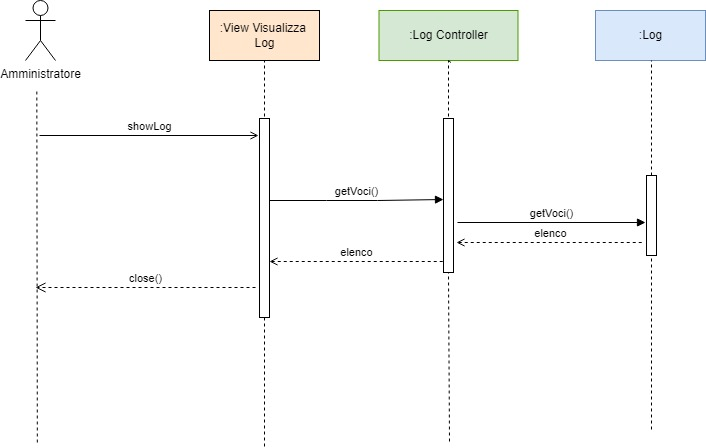 :View Visualizza
Log
:Log Controller
:Log
Amministratore
showLog
getVoci()
getVoci()
elenco
elenco
close()